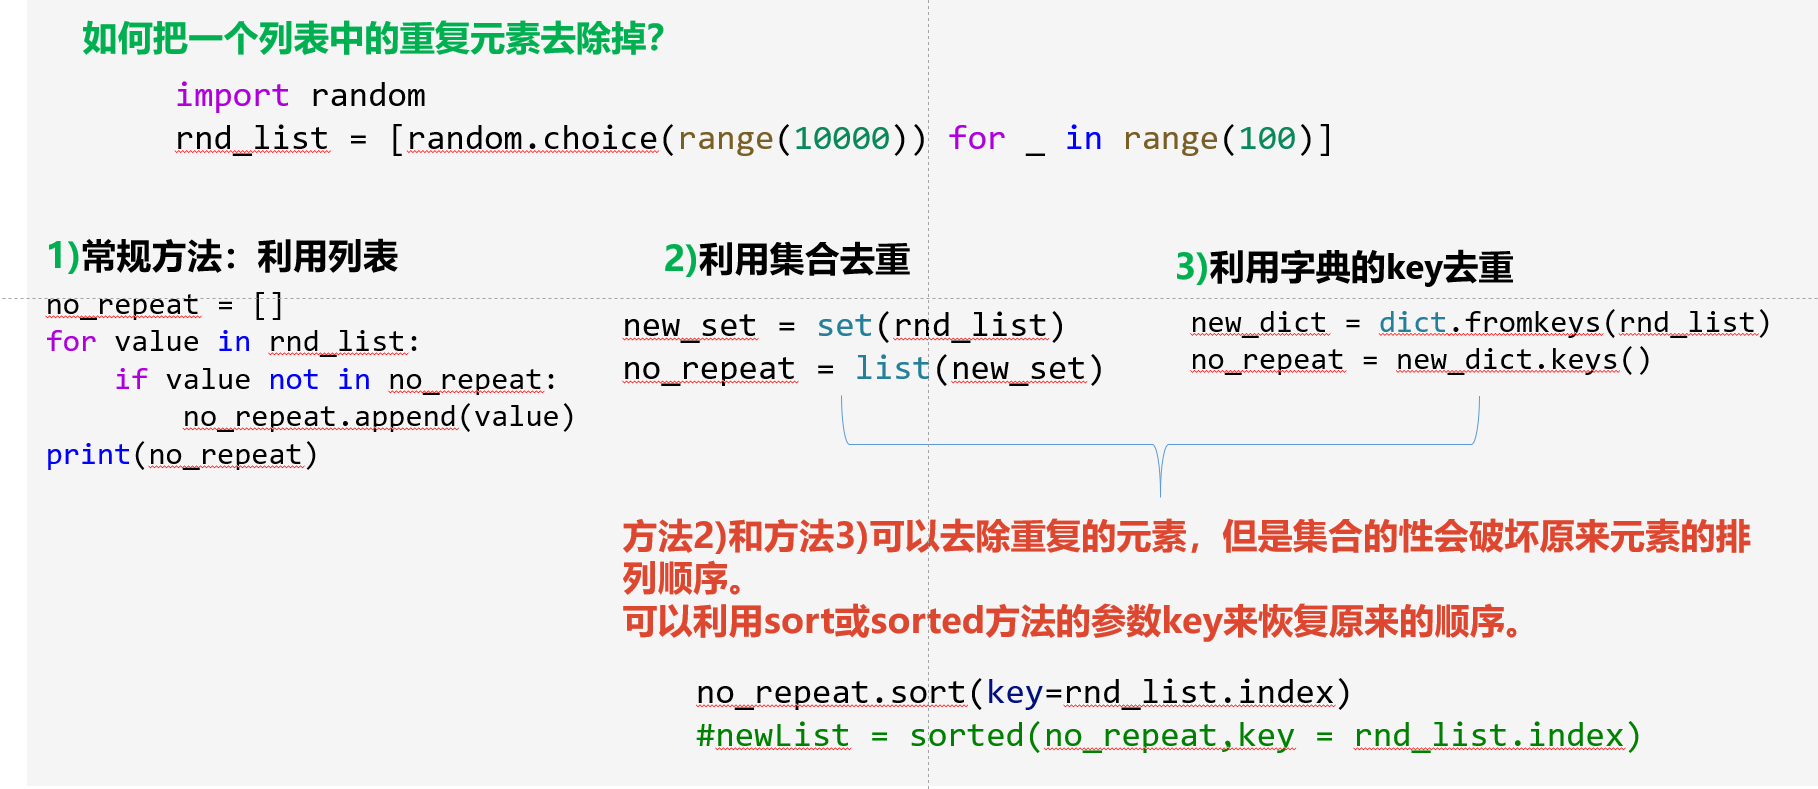 如何把一个列表中的重复元素去除掉?
import random
rnd_list = [random.choice(range(10000)) for _ in range(100)]
1)常规方法：利用列表
no_repeat = []
for value in rnd_list:
    if value not in no_repeat:
        no_repeat.append(value)
print(no_repeat)
2)利用集合去重
new_set = set(rnd_list)
no_repeat = list(new_set)
3)利用字典的key去重
new_dict = dict.fromkeys(rnd_list)
no_repeat = new_dict.keys()
方法2)和方法3)可以去除重复的元素，但是集合的性会破坏原来元素的排
列顺序。
可以利用sort或sorted方法的参数key来恢复原来的顺序。
no_repeat.sort(key=rnd_list.index)
#newList = sorted(no_repeat,key = rnd_list.index)